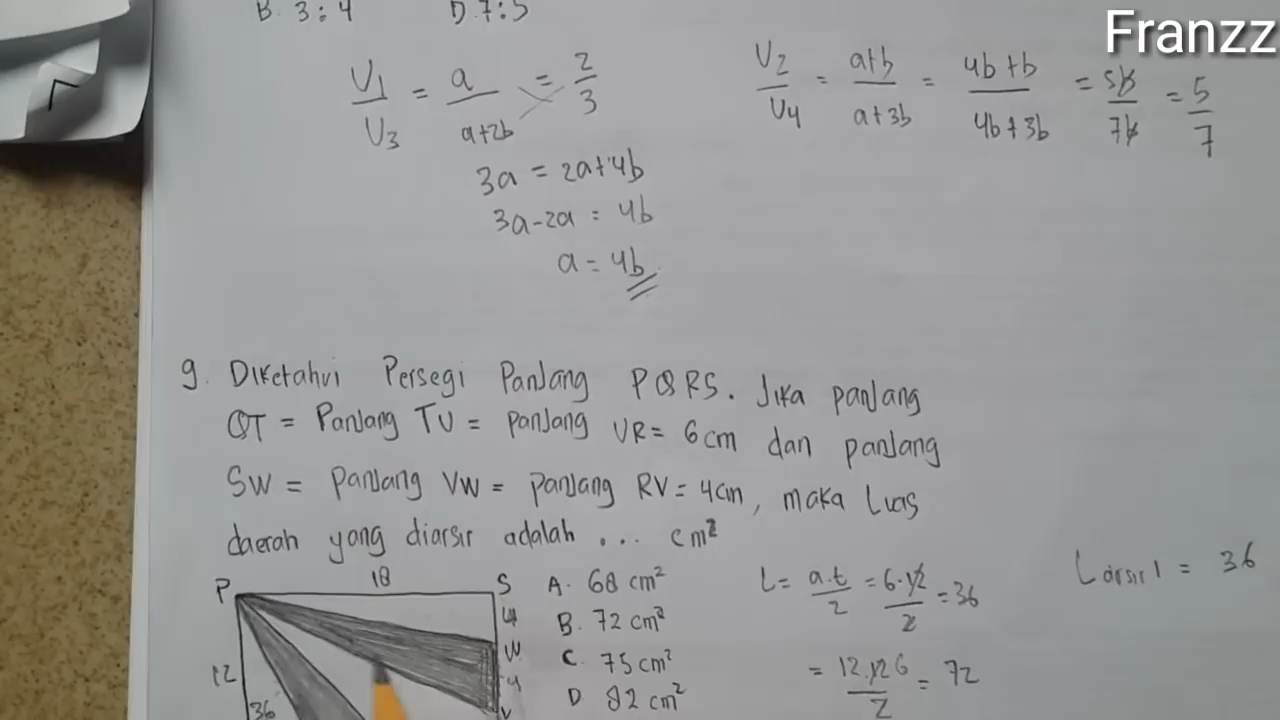 Franzz
B. 3:4 D. 7:5
U1/U3 = a/(a+2b) = 2/3
3a = 2a+4b
3a-2a = 4b
a = 4b
U2/U4 = (a+b)/(a+3b) = (4b+b)/(4b+3b) = 5b/7b = 5/7
9. Diketahui Persegi Panjang PQRS. Jika panjang
QT = Panjang TU = panjang UR = 6 cm dan panjang
SW = panjang VW = panjang RV = 4cm, maka Luas
daerah yang diarsir adalah ... cm²
P 18 S
4
W
4
V
12
36
A. 68 cm²
B. 72 cm²
C. 75 cm²
D 82 cm²
L = a.t/2 = 6.12/2 = 36
= 12.126/2 = 72
L arsir 1 = 36